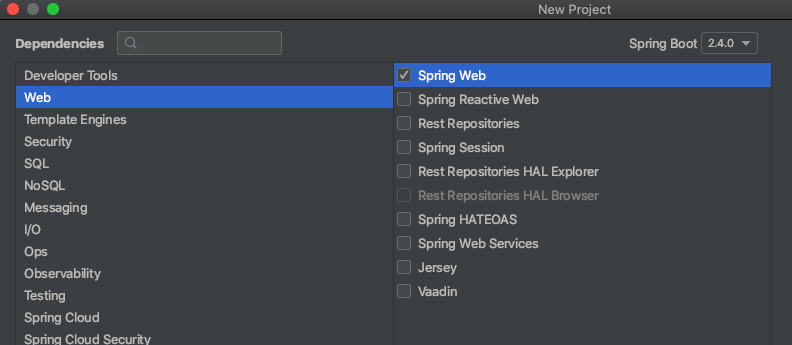 New Project
Dependencies
Spring Boot 2.4.0
Developer Tools
Web
Template Engines
Security
SQL
NoSQL
Messaging
I/O
Ops
Observability
Testing
Spring Cloud
Spring Cloud Security
Spring Web
Spring Reactive Web
Rest Repositories
Spring Session
Rest Repositories HAL Explorer
Rest Repositories HAL Browser
Spring HATEOAS
Spring Web Services
Jersey
Vaadin